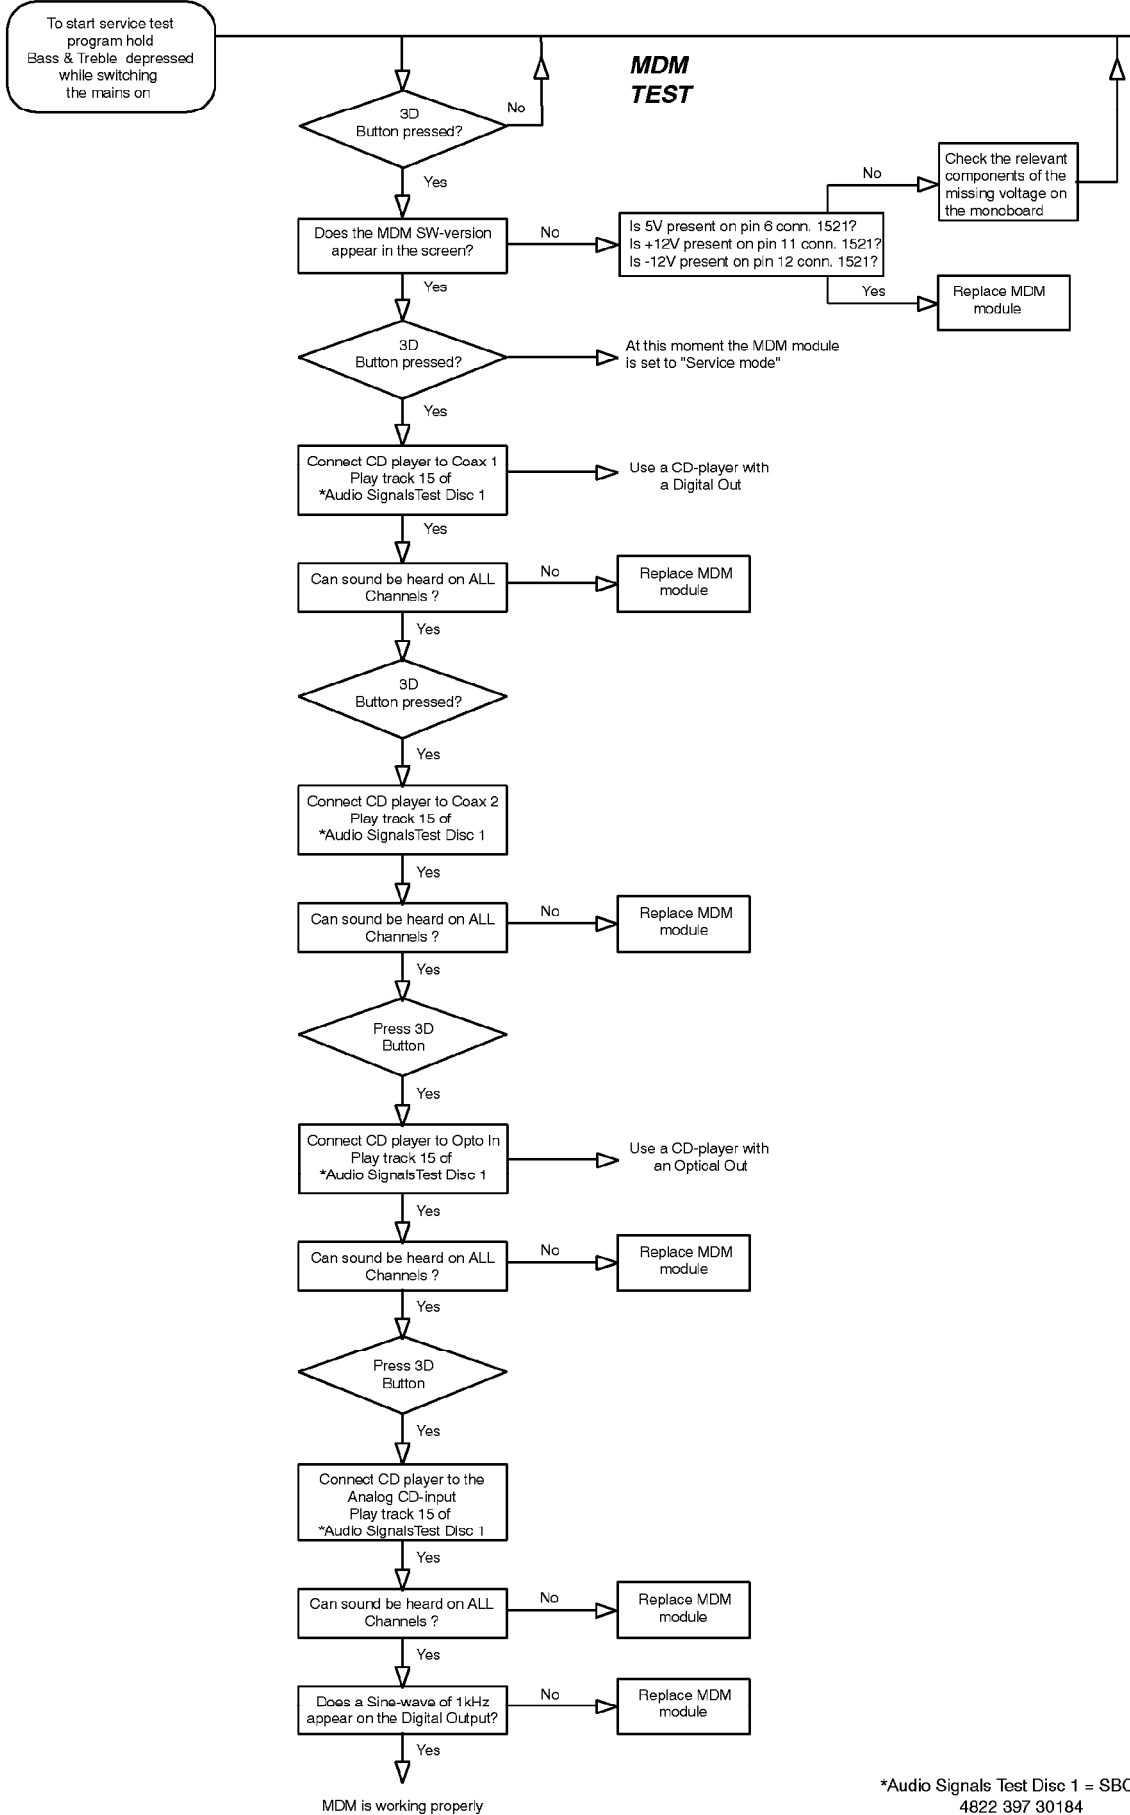 To start service test
program hold
Bass & Treble depressed
while switching
the mains on
MDM
TEST
3D
Button pressed?
No
Yes
Does the MDM SW-version
appear in the screen?
No
Is 5V present on pin 6 conn. 1521?
Is +12V present on pin 11 conn. 1521?
Is -12V present on pin 12 conn. 1521?
No
Check the relevant
components of the
missing voltage on
the monoboard
Yes
Replace MDM
module
Yes
3D
Button pressed?
At this moment the MDM module
is set to "Service mode"
Yes
Connect CD player to Coax 1
Play track 15 of
*Audio SignalsTest Disc 1
Use a CD-player with
a Digital Out
Yes
Can sound be heard on ALL
Channels ?
No
Replace MDM
module
Yes
3D
Button pressed?
Yes
Connect CD player to Coax 2
Play track 15 of
*Audio SignalsTest Disc 1
Yes
Can sound be heard on ALL
Channels ?
No
Replace MDM
module
Yes
Press 3D
Button
Yes
Connect CD player to Opto In
Play track 15 of
*Audio SignalsTest Disc 1
Use a CD-player with
an Optical Out
Yes
Can sound be heard on ALL
Channels ?
No
Replace MDM
module
Yes
Press 3D
Button
Yes
Connect CD player to the
Analog CD-input
Play track 15 of
*Audio SignalsTest Disc 1
Yes
Can sound be heard on ALL
Channels ?
No
Replace MDM
module
Yes
Does a Sine-wave of 1kHz
appear on the Digital Output?
No
Replace MDM
module
Yes
MDM is working properly
*Audio Signals Test Disc 1 =
4822 397 30184